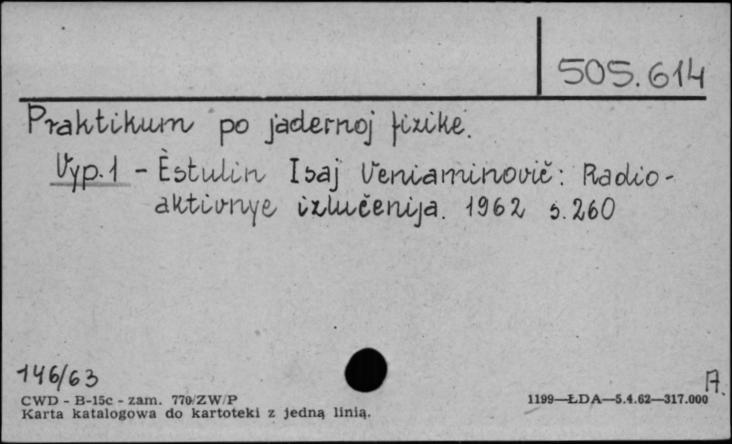 505.614
Praktikum po jadernoj fizike.
Vyp. 1 - Èstulin Isaj Veniaminovič: Radio-
aktivnye izlučenija. 1962 s. 260
146/63
A.
CWD - B-15c - zam. 770/ZW/P
1199—ŁDA—5.4.62—317.000
Karta katalogowa do kartoteki z jedną linią.